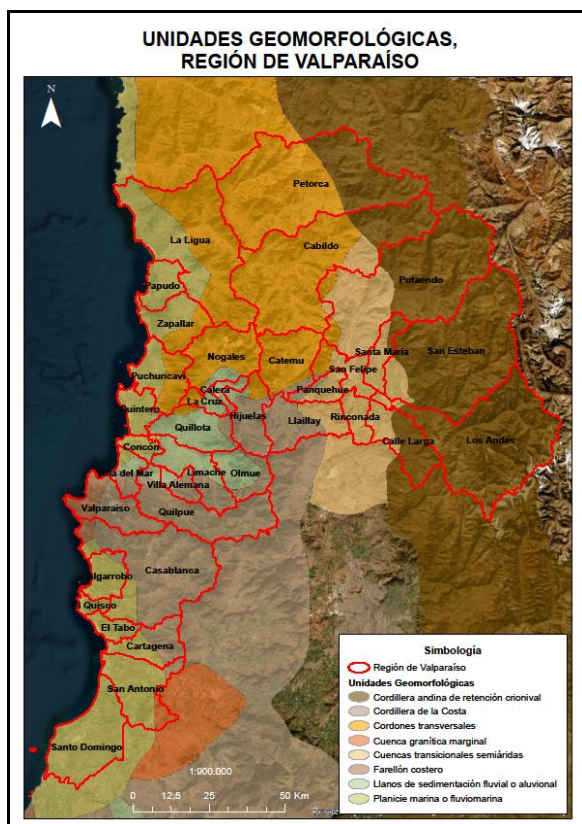 UNIDADES GEOMORFOLÓGICAS,
REGIÓN DE VALPARAÍSO
N
Petorca
La Ligua
Cabildo
Putaendo
Papudo
Zapallar
Nogales
Catemu
Santa María
San Esteban
San Felipe
Puchuncaví
Calera
Panquehue
La Cruz
Quintero
Hijuelas
Llaillay
Rinconada
Quillota
Calle Larga
Los Andes
Concón
Limache
Olmue
del Mar
Villa Alemana
Valparaíso
Quilpue
Casablanca
Algarrobo
El Quisco
El Tabo
Cartagena
San Antonio
Santo Domingo
1:900.000
0 12,5 25 50 Km
Simbología
Región de Valparaíso
Unidades Geomorfológicas
Cordillera andina de retención crionival
Cordillera de la Costa
Cordones transversales
Cuenca granítica marginal
Cuencas transicionales semiáridas
Farellón costero
Llanos de sedimentación fluvial o aluvional
Planicie marina o fluviomarina